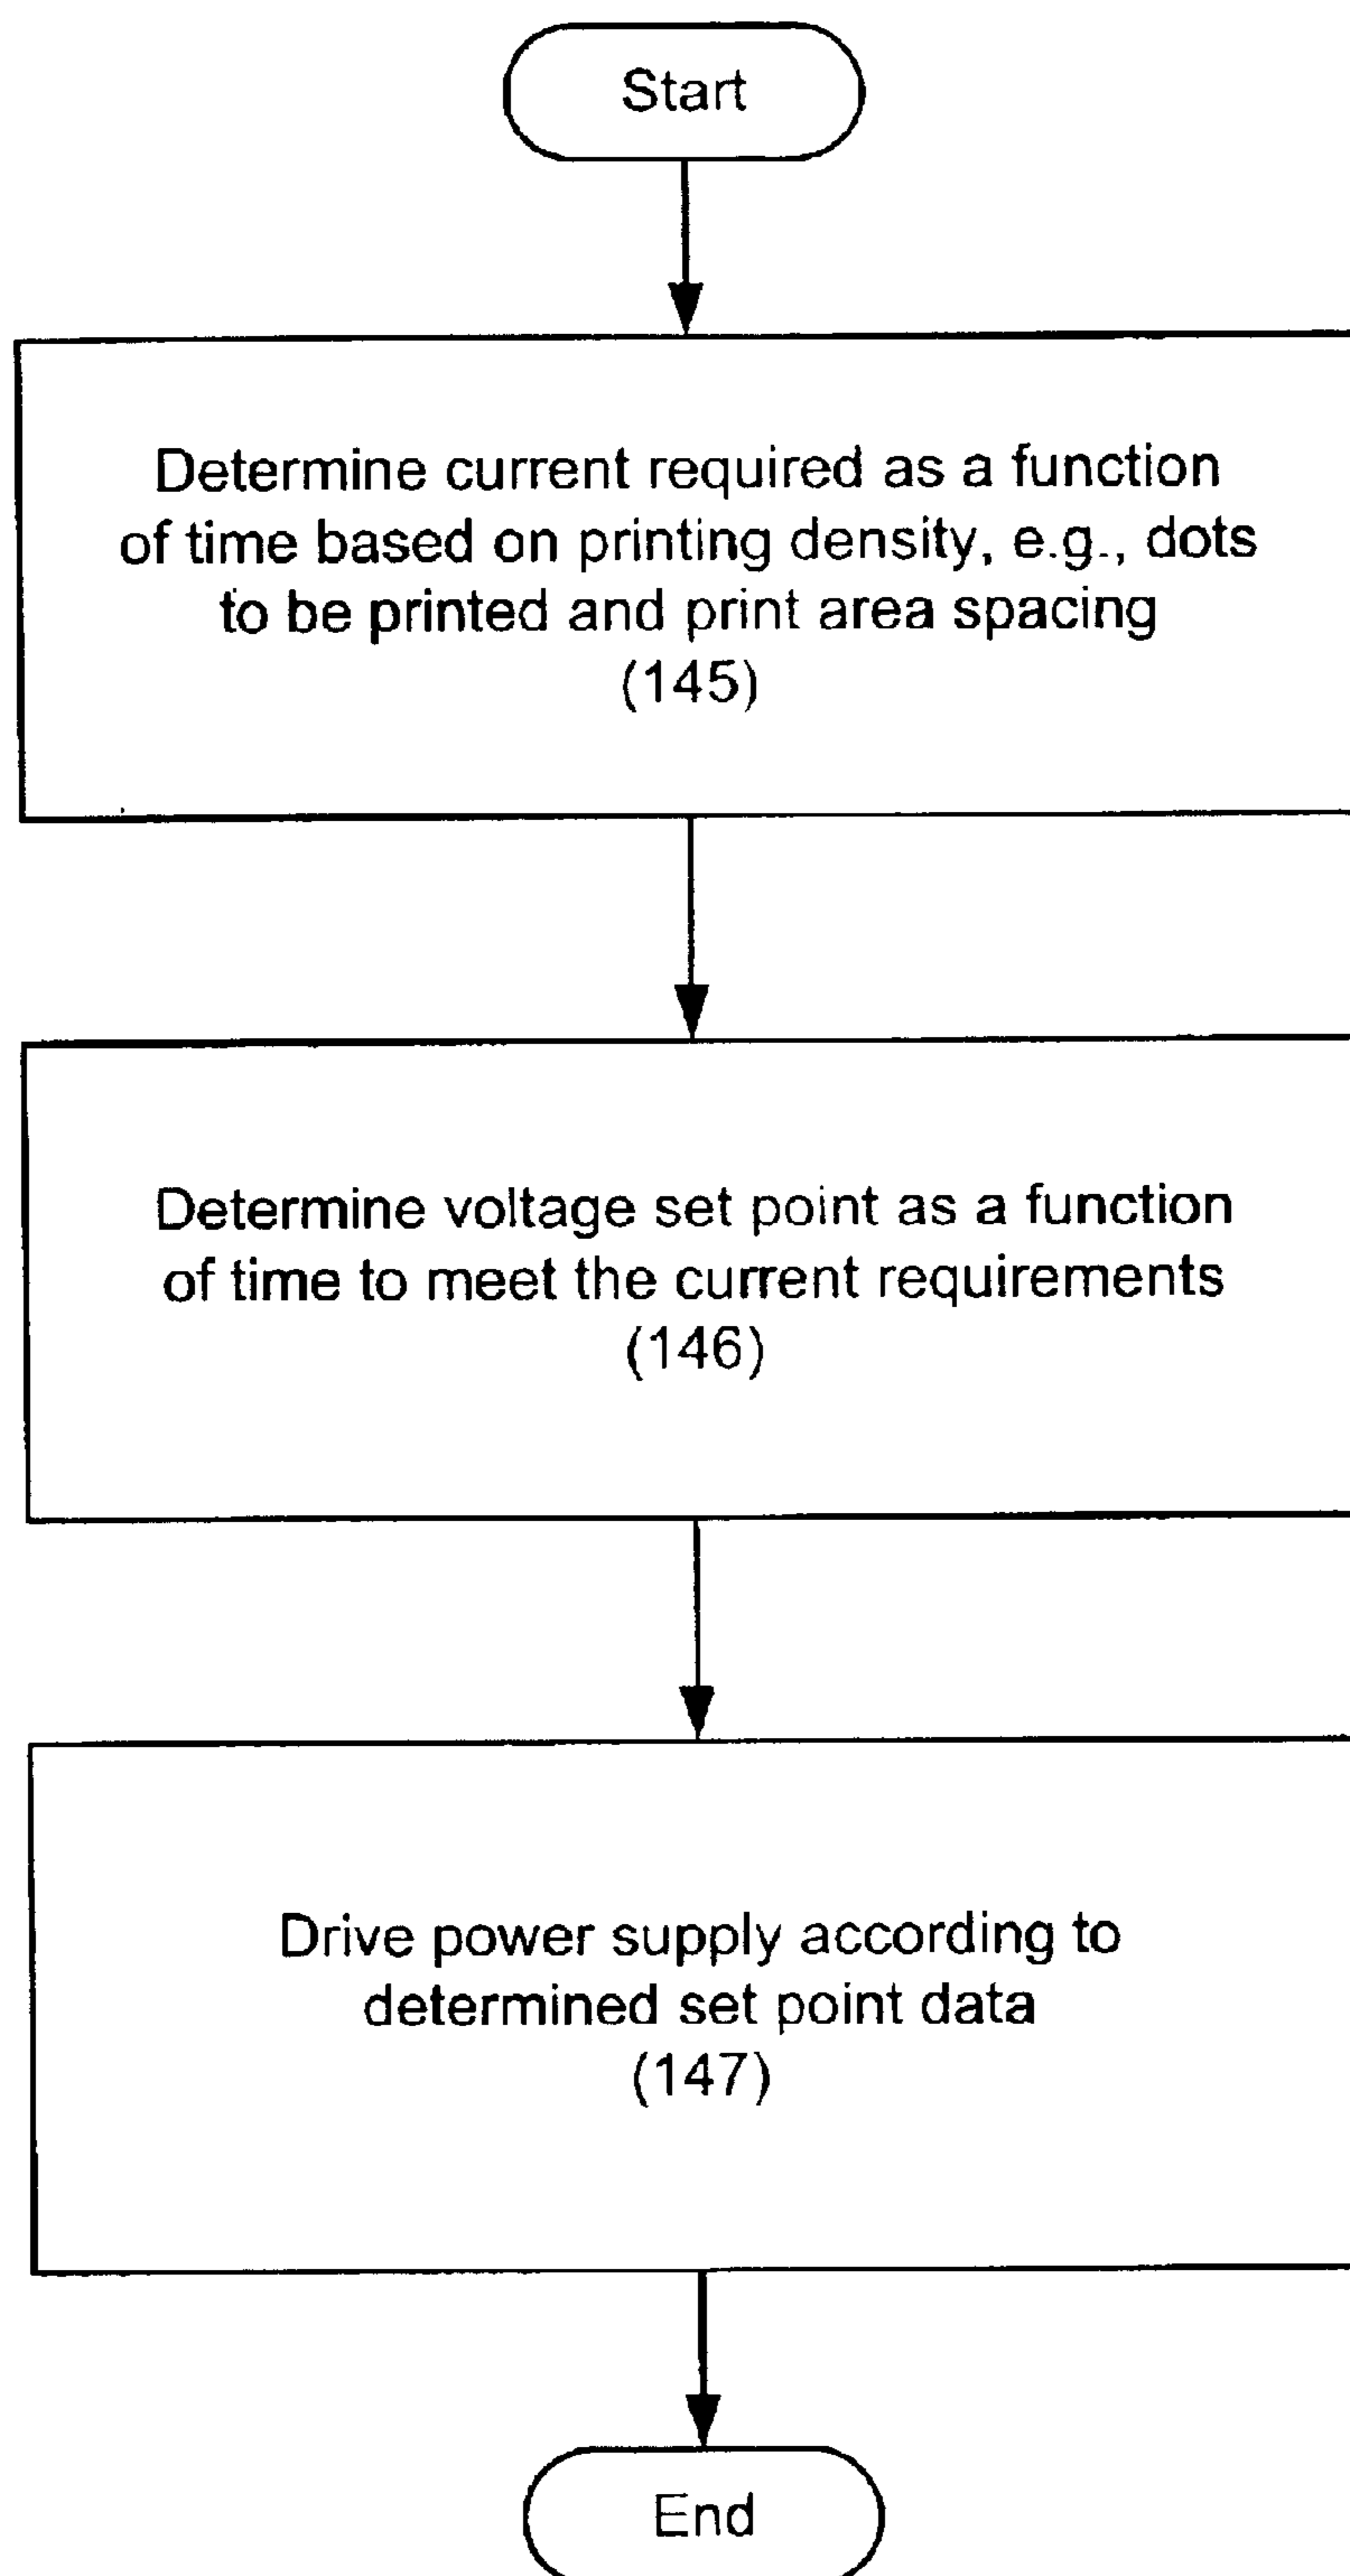 Start
Determine current required as a function
of time based on printing density, e.g., dots
to be printed and print area spacing
(145)
Determine voltage set point as a function
of time to meet the current requirements
(146)
Drive power supply according to
determined set point data
(147)
End